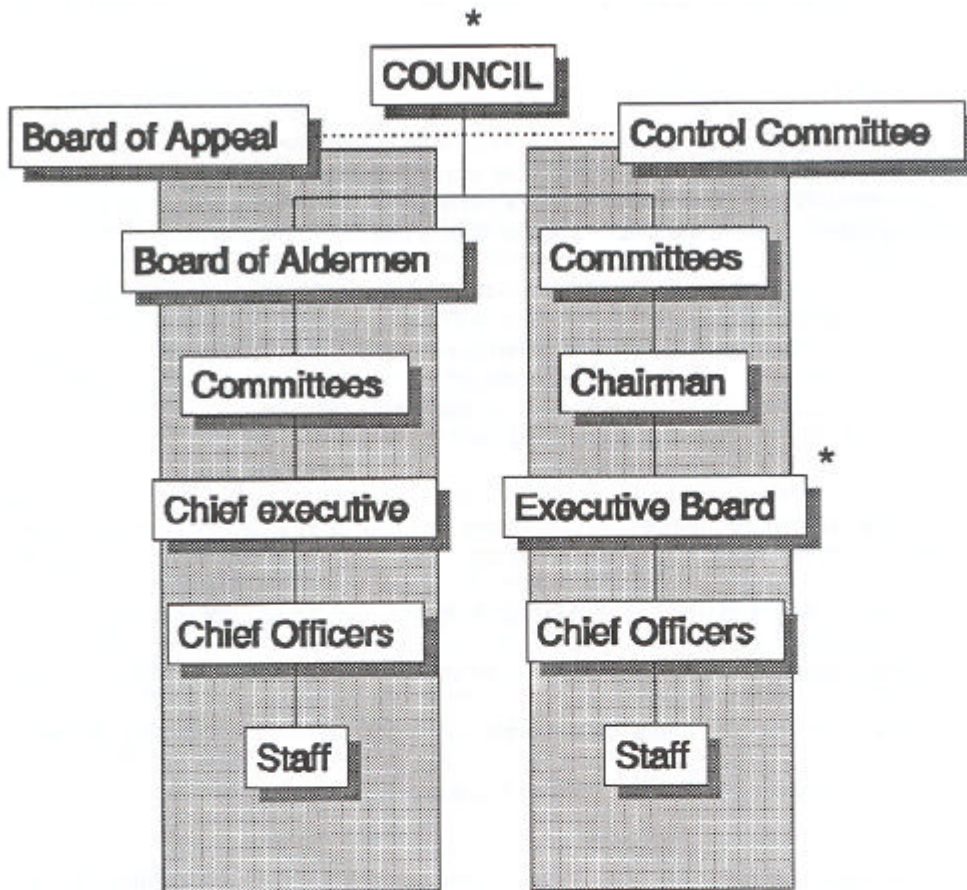 *
COUNCIL
Board of Appeal
Control Committee
Board of Aldermen
Committees
Committees
Chairman
*
Chief executive
Executive Board
Chief Officers
Chief Officers
Staff
Staff